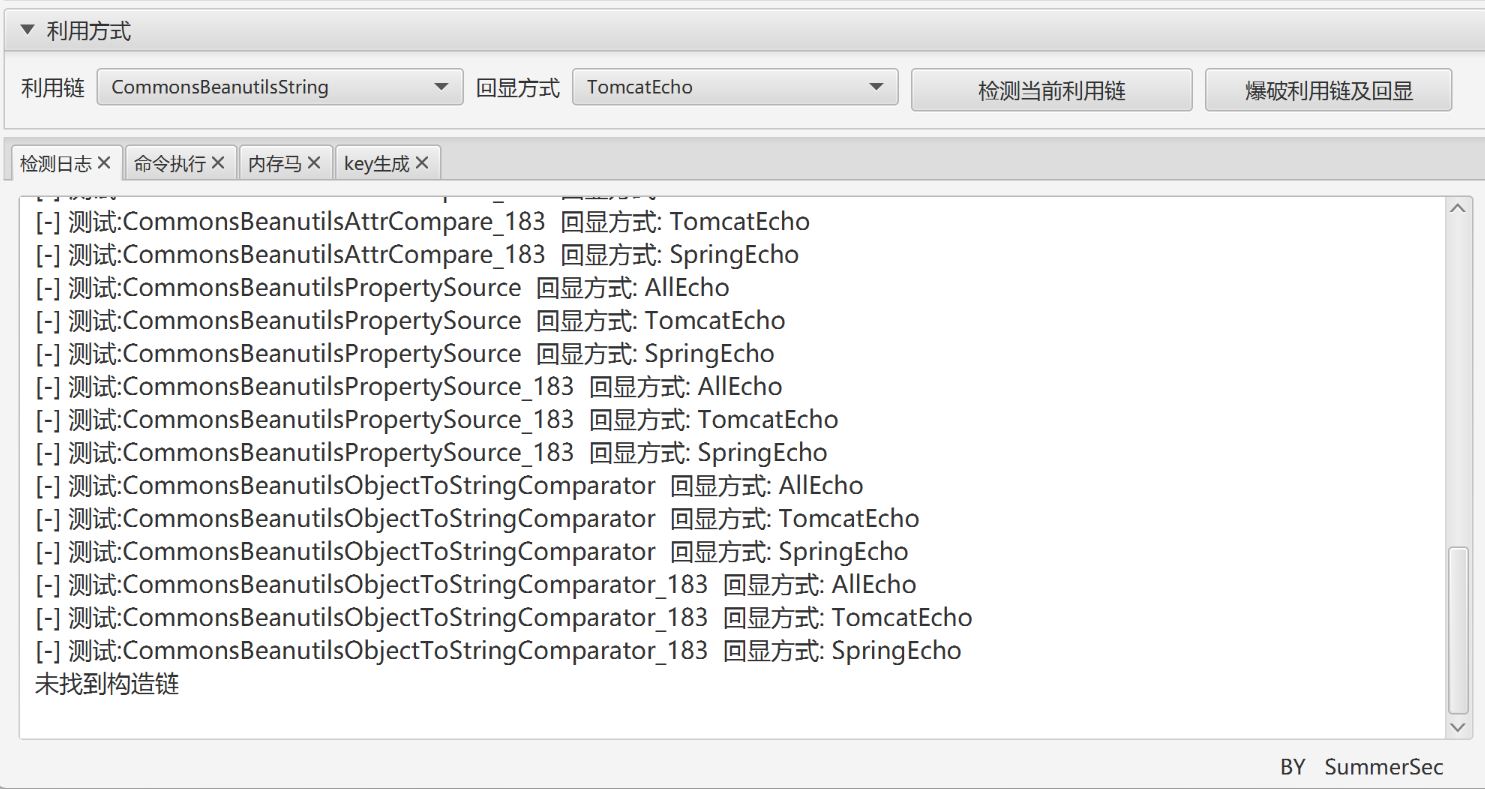 利用方式
利用链 CommonsBeanutilsString 回显方式 TomcatEcho 检测当前利用链 爆破利用链及回显
检测日志 命令执行 内存马 key生成
[-] 测试:CommonsBeanutilsAttrCompare_183 回显方式: TomcatEcho
[-] 测试:CommonsBeanutilsAttrCompare_183 回显方式: SpringEcho
[-] 测试:CommonsBeanutilsPropertySource 回显方式: AllEcho
[-] 测试:CommonsBeanutilsPropertySource 回显方式: TomcatEcho
[-] 测试:CommonsBeanutilsPropertySource 回显方式: SpringEcho
[-] 测试:CommonsBeanutilsPropertySource_183 回显方式: AllEcho
[-] 测试:CommonsBeanutilsPropertySource_183 回显方式: TomcatEcho
[-] 测试:CommonsBeanutilsPropertySource_183 回显方式: SpringEcho
[-] 测试:CommonsBeanutilsObjectToStringComparator 回显方式: AllEcho
[-] 测试:CommonsBeanutilsObjectToStringComparator 回显方式: TomcatEcho
[-] 测试:CommonsBeanutilsObjectToStringComparator 回显方式: SpringEcho
[-] 测试:CommonsBeanutilsObjectToStringComparator_183 回显方式: AllEcho
[-] 测试:CommonsBeanutilsObjectToStringComparator_183 回显方式: TomcatEcho
[-] 测试:CommonsBeanutilsObjectToStringComparator_183 回显方式: SpringEcho
未找到构造链
BY SummerSec